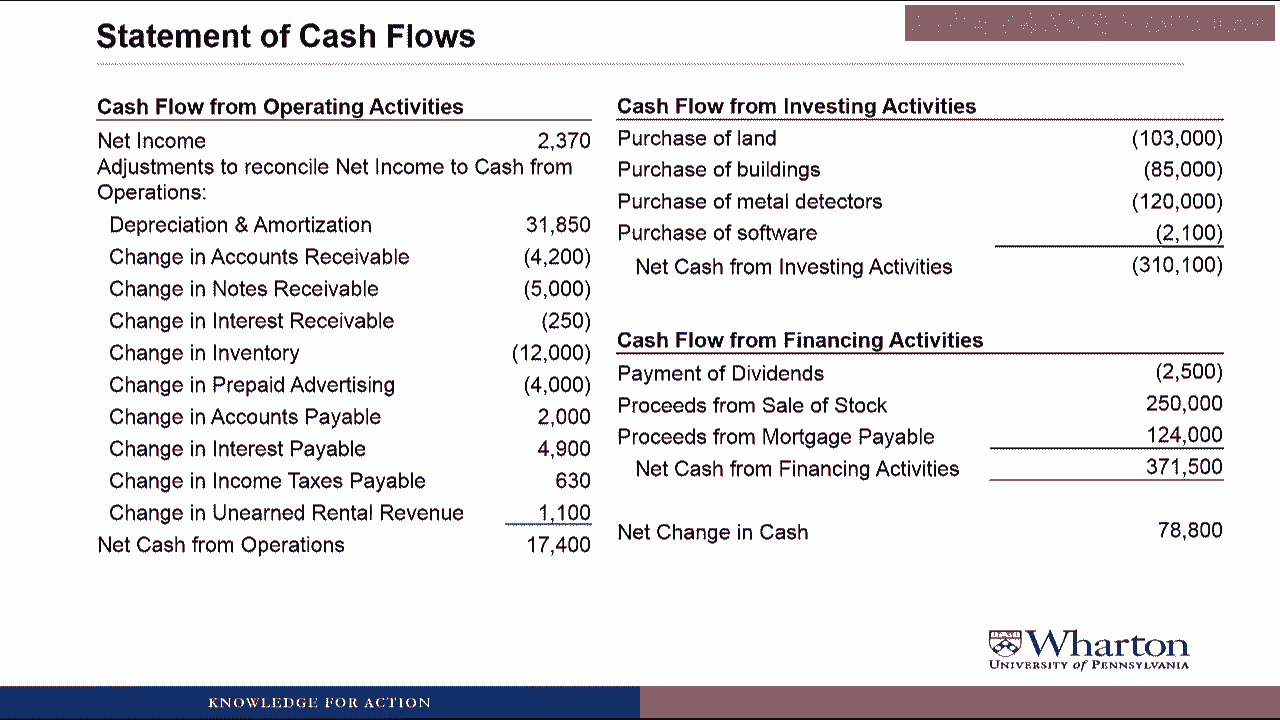 Statement of Cash Flows
Cash Flow from Operating Activities
Net Income 2,370
Adjustments to reconcile Net Income to Cash from
Operations:
Depreciation & Amortization 31,850
Change in Accounts Receivable (4,200)
Change in Notes Receivable (5,000)
Change in Interest Receivable (250)
Change in Inventory (12,000)
Change in Prepaid Advertising (4,000)
Change in Accounts Payable 2,000
Change in Interest Payable 4,900
Change in Income Taxes Payable 630
Change in Unearned Rental Revenue 1,100
Net Cash from Operations 17,400
Cash Flow from Investing Activities
Purchase of land (103,000)
Purchase of buildings (85,000)
Purchase of metal detectors (120,000)
Purchase of software (2,100)
Net Cash from Investing Activities (310,100)
Cash Flow from Financing Activities
Payment of Dividends (2,500)
Proceeds from Sale of Stock 250,000
Proceeds from Mortgage Payable 124,000
Net Cash from Financing Activities 371,500
Net Change in Cash 78,800
Wharton
UNIVERSITY of PENNSYLVANIA
KNOWLEDGE FOR ACTION